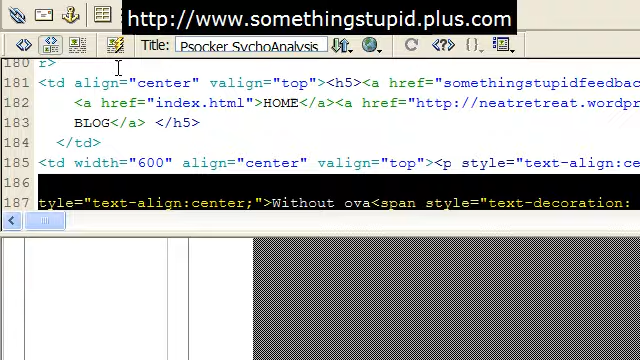 http://www.somethingstupid.plus.com
Title: Psocker SychoAnalysis
180 r>
181 <td align="center" valign="top"><h5><a href="somethingstupidfeedbac
182 <a href="index.html">HOME</a><a href="http://neatretreat.wordpr
183 BLOG</a> </h5>
184 </td>
185 <td width="600" align="center" valign="top"><p style="text-align:ce
186
187 tyle="text-align:center;">Without ova<span style="text-decoration: